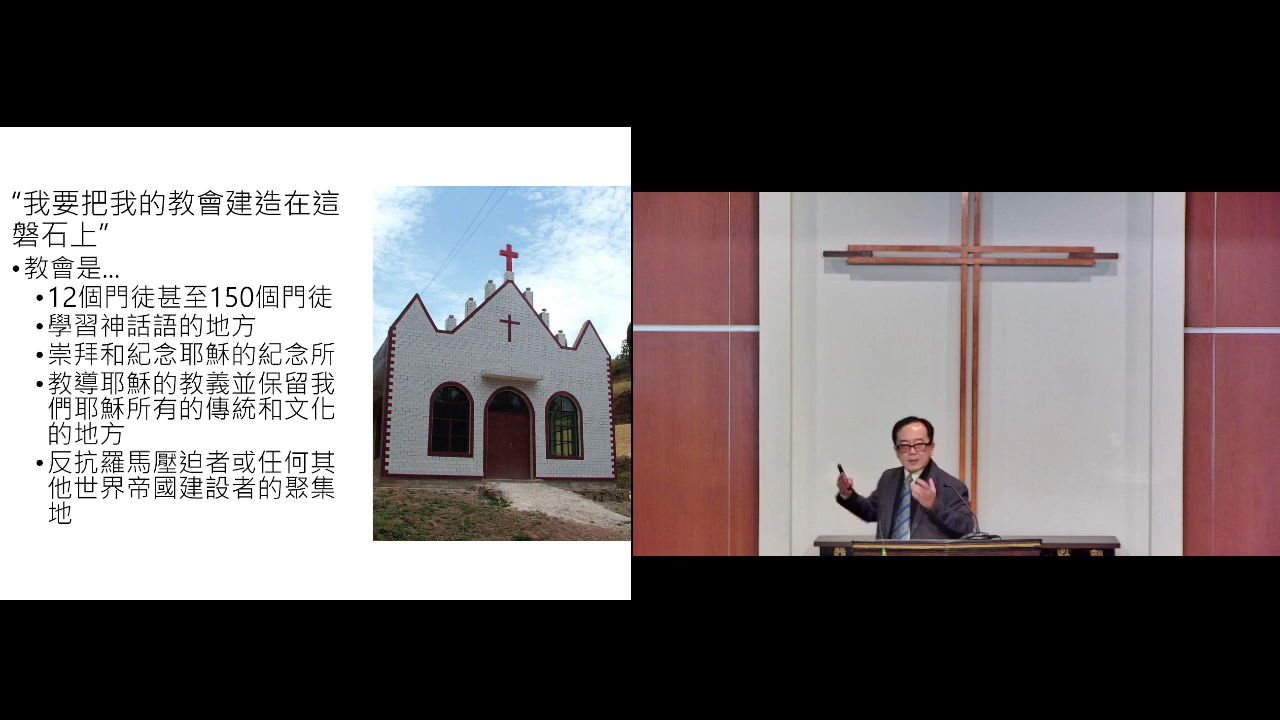 “我要把我的教會建造在這
磐石上”
•教會是...
•12個門徒甚至150個門徒
•學習神話語的地方
•崇拜和紀念耶穌的紀念所
•教導耶穌的教義並保留我
們耶穌所有的傳統和文化
的地方
•反抗羅馬壓迫者或任何其
他世界帝國建設者的聚集
地